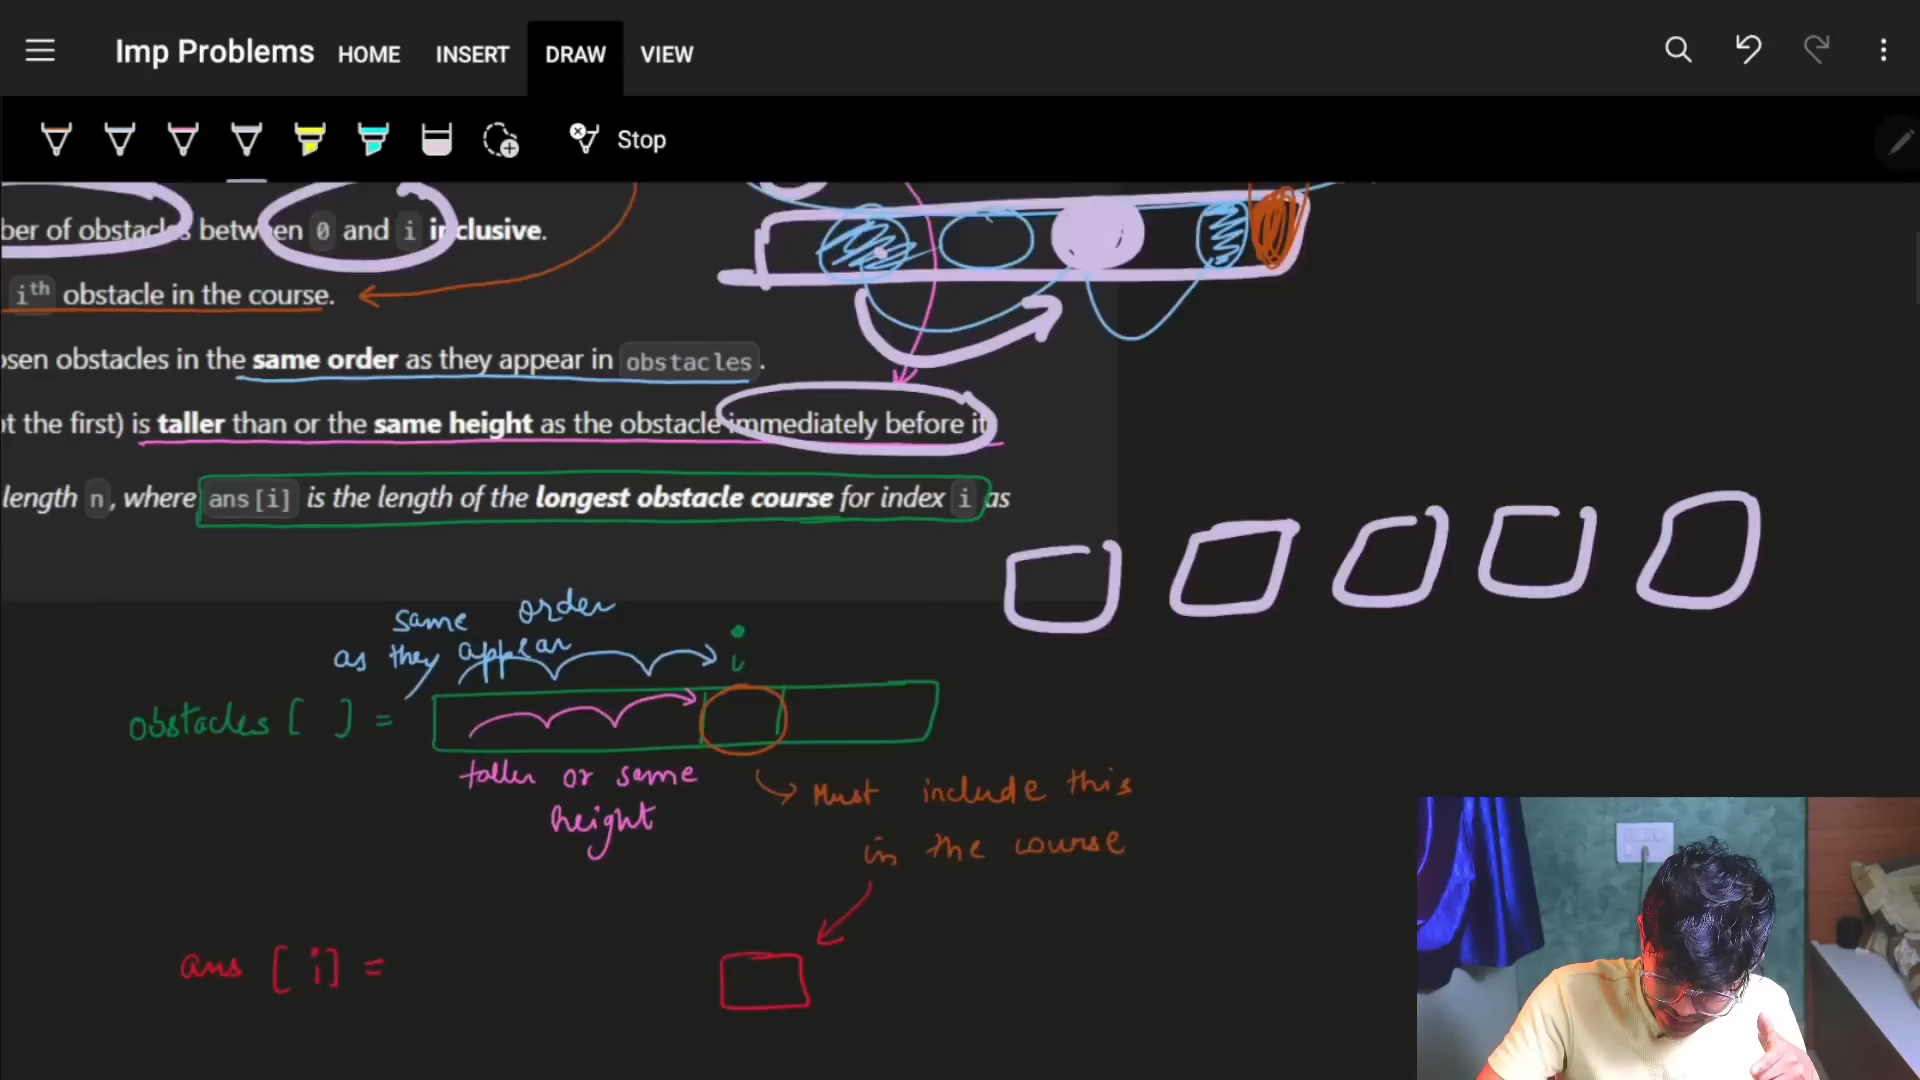 Imp Problems HOME INSERT DRAW VIEW
Stop
ber of obstacles between 0 and i inclusive.
ith obstacle in the course.
osen obstacles in the same order as they appear in obstacles.
t the first) is taller than or the same height as the obstacle immediately before it
length n, where ans[i] is the length of the longest obstacle course for index i as
same order
as they appear
i
obstacles [ ] =
taller or same
height
Must include this
in the course
ans [ i ] =